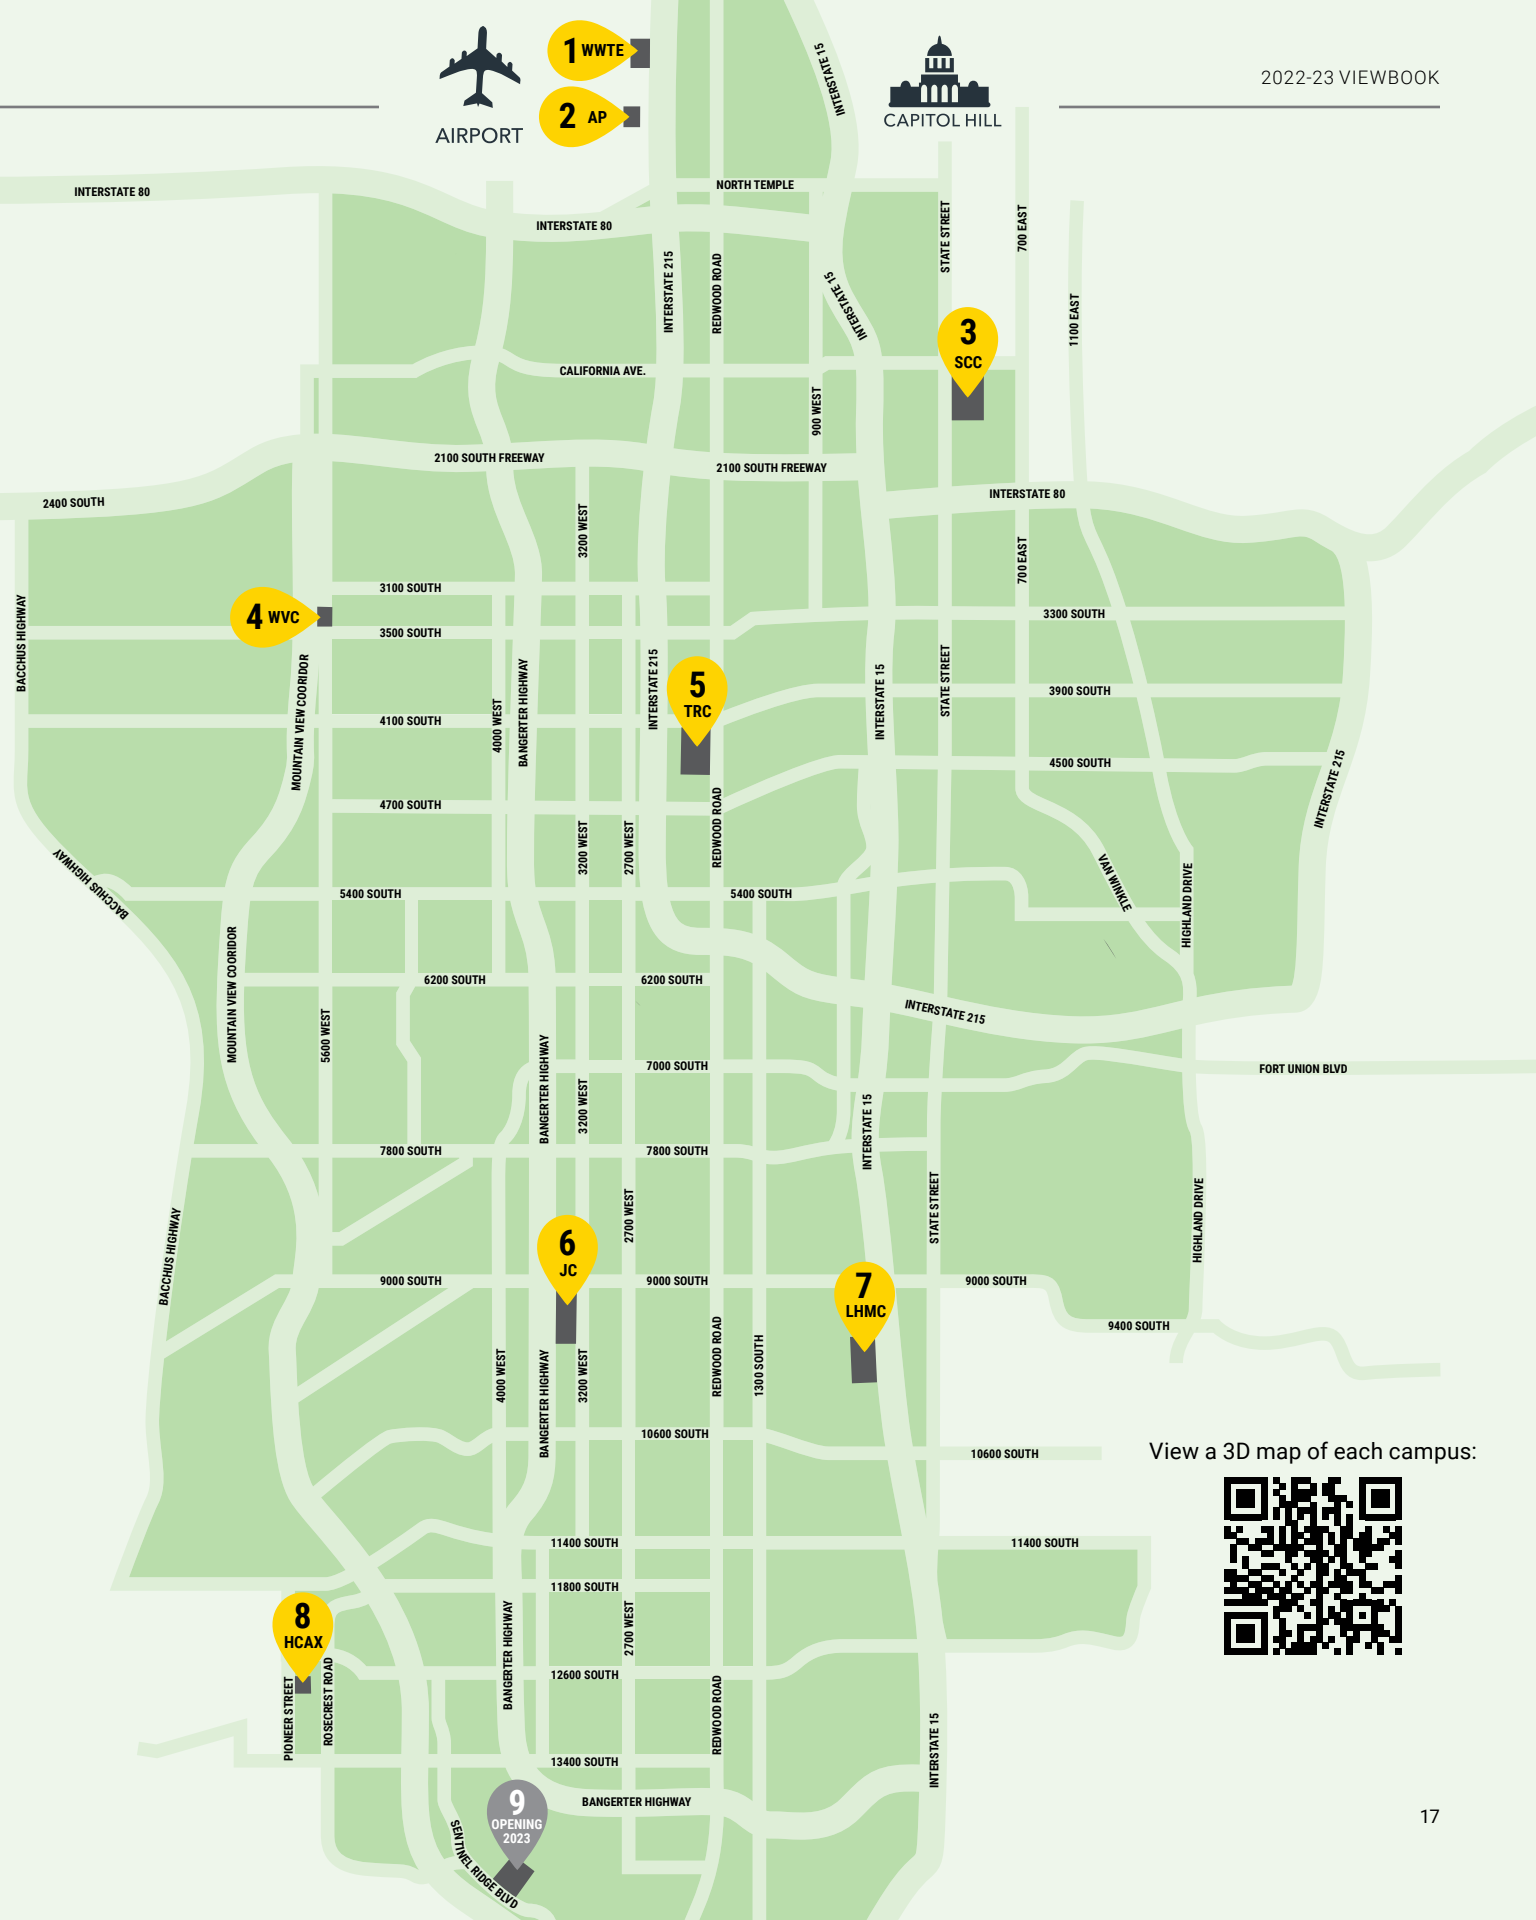 1 WWTE
2 AP
AIRPORT
INTERSTATE 15
CAPITOL HILL
2022-23 VIEWBOOK
INTERSTATE 80
NORTH TEMPLE
INTERSTATE 80
STATE STREET
700 EAST
INTERSTATE 215
REDWOOD ROAD
INTERSTATE 15
1100 EAST
3
SCC
CALIFORNIA AVE.
900 WEST
2100 SOUTH FREEWAY
2100 SOUTH FREEWAY
2400 SOUTH
INTERSTATE 80
3200 WEST
700 EAST
3100 SOUTH
4 WVC
3500 SOUTH
3300 SOUTH
BACCHUS HIGHWAY
MOUNTAIN VIEW COORIDOR
4000 WEST
BANGERTER HIGHWAY
INTERSTATE 215
5
TRC
INTERSTATE 15
STATE STREET
3900 SOUTH
4100 SOUTH
4500 SOUTH
INTERSTATE 215
4700 SOUTH
3200 WEST
2700 WEST
REDWOOD ROAD
BACCHUS HIGHWAY
5400 SOUTH
5400 SOUTH
VAN WINKLE
HIGHLAND DRIVE
MOUNTAIN VIEW COORIDOR
6200 SOUTH
6200 SOUTH
INTERSTATE 215
5600 WEST
BANGERTER HIGHWAY
7000 SOUTH
FORT UNION BLVD
3200 WEST
INTERSTATE 15
7800 SOUTH
7800 SOUTH
2700 WEST
STATE STREET
HIGHLAND DRIVE
BACCHUS HIGHWAY
6
JC
9000 SOUTH
9000 SOUTH
7
LHMC
9000 SOUTH
9400 SOUTH
4000 WEST
BANGERTER HIGHWAY
3200 WEST
REDWOOD ROAD
1300 SOUTH
10600 SOUTH
10600 SOUTH
View a 3D map of each campus:
11400 SOUTH
11400 SOUTH
11800 SOUTH
8
HCAX
BANGERTER HIGHWAY
2700 WEST
12600 SOUTH
PIONEER STREET
ROSECREST ROAD
REDWOOD ROAD
INTERSTATE 15
13400 SOUTH
9
OPENING
2023
BANGERTER HIGHWAY
SENTINEL RIDGE BLVD
17